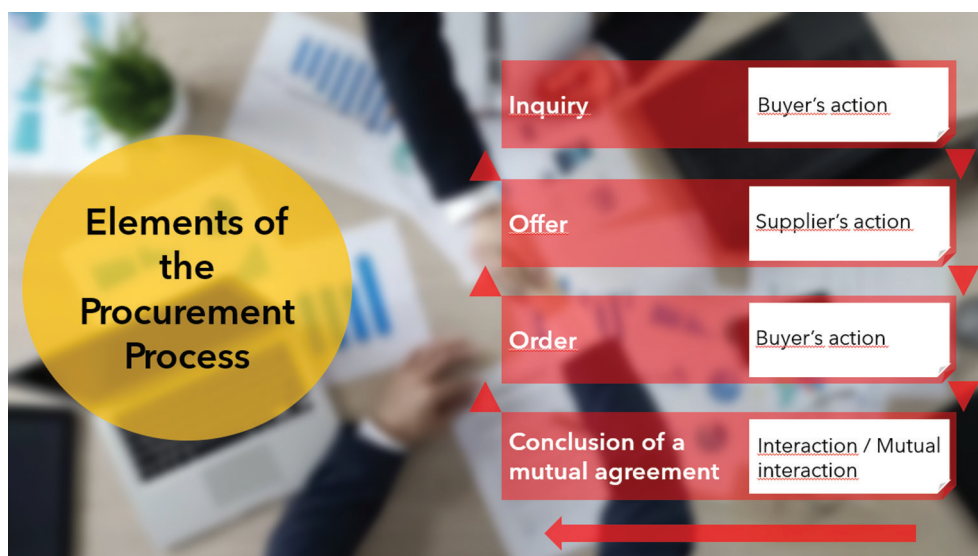 Elements of
the
Procurement
Process
Inquiry
Buyer's action
Offer
Supplier's action
Order
Buyer's action
Conclusion of a
mutual agreement
Interaction / Mutual
interaction